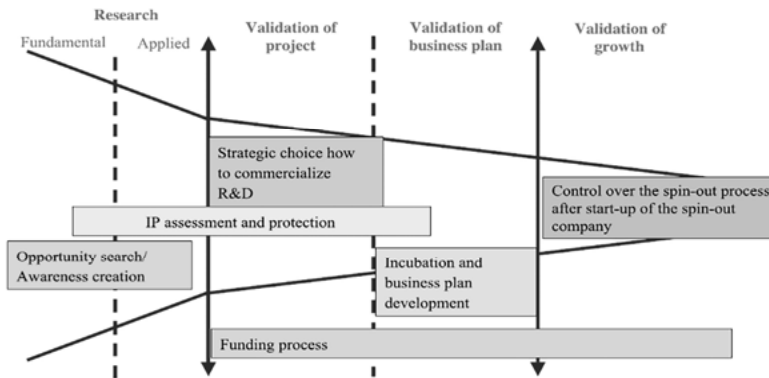 Research
Fundamental
Applied
Validation of
project
Validation of
business plan
Validation of
growth
Strategic choice how
to commercialize
R&D
Control over the spin-out process
after start-up of the spin-out
company
IP assessment and protection
Opportunity search/
Awareness creation
Incubation and
business plan
development
Funding process